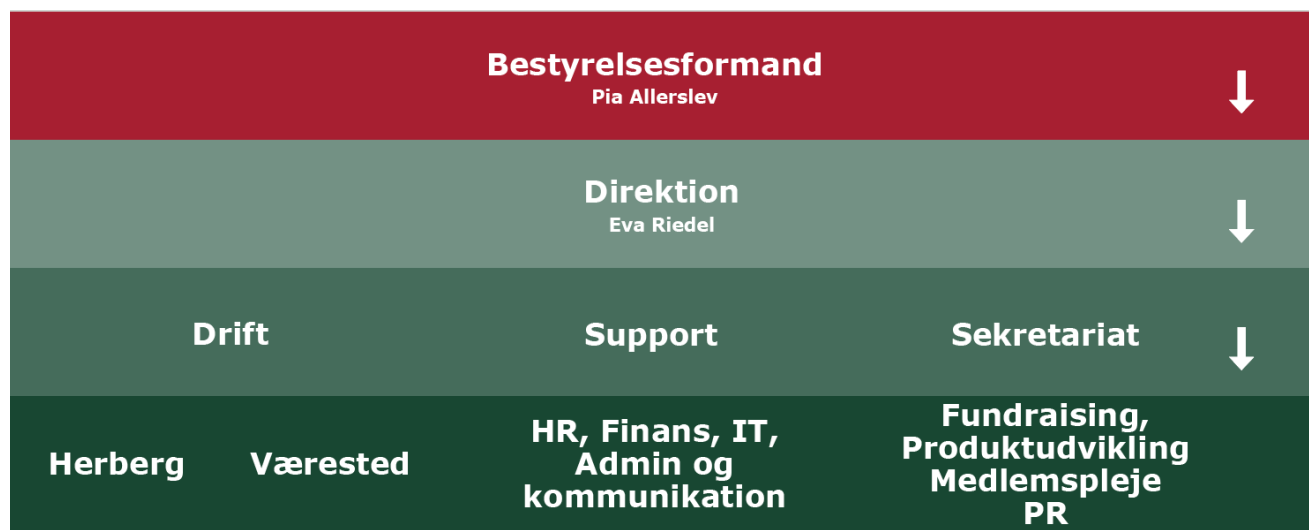 Bestyrelsesformand
Pia Allerslev
Direktion
Eva Riedel
Drift
Support
Sekretariat
Herberg
Værested
HR, Finans, IT,
Admin og
kommunikation
Fundraising,
Produktudvikling
Medlemspleje
PR